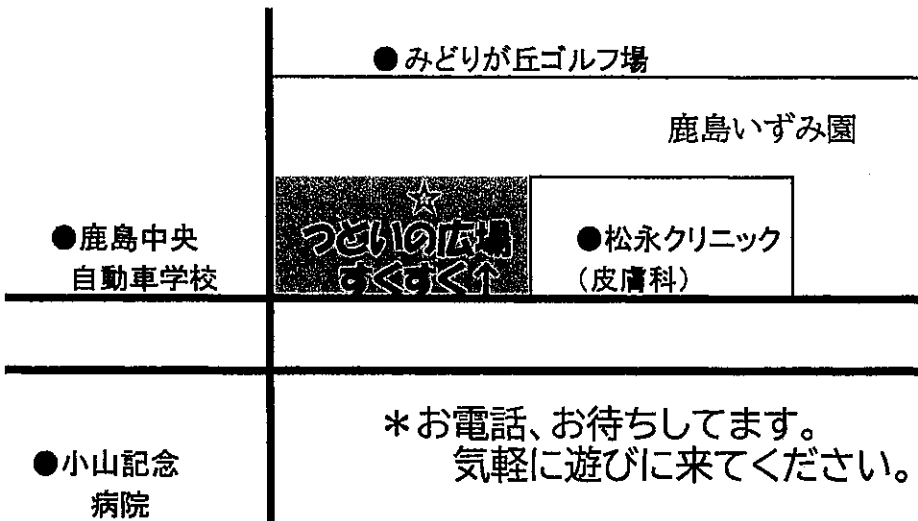 ●みどりが丘ゴルフ場
鹿島いずみ園
☆
つどいの広場
すくすく↑
●鹿島中央
自動車学校
●松永クリニック
(皮膚科)
*お電話、お待ちしてます。
気軽に遊びに来てください。
●小山記念
病院